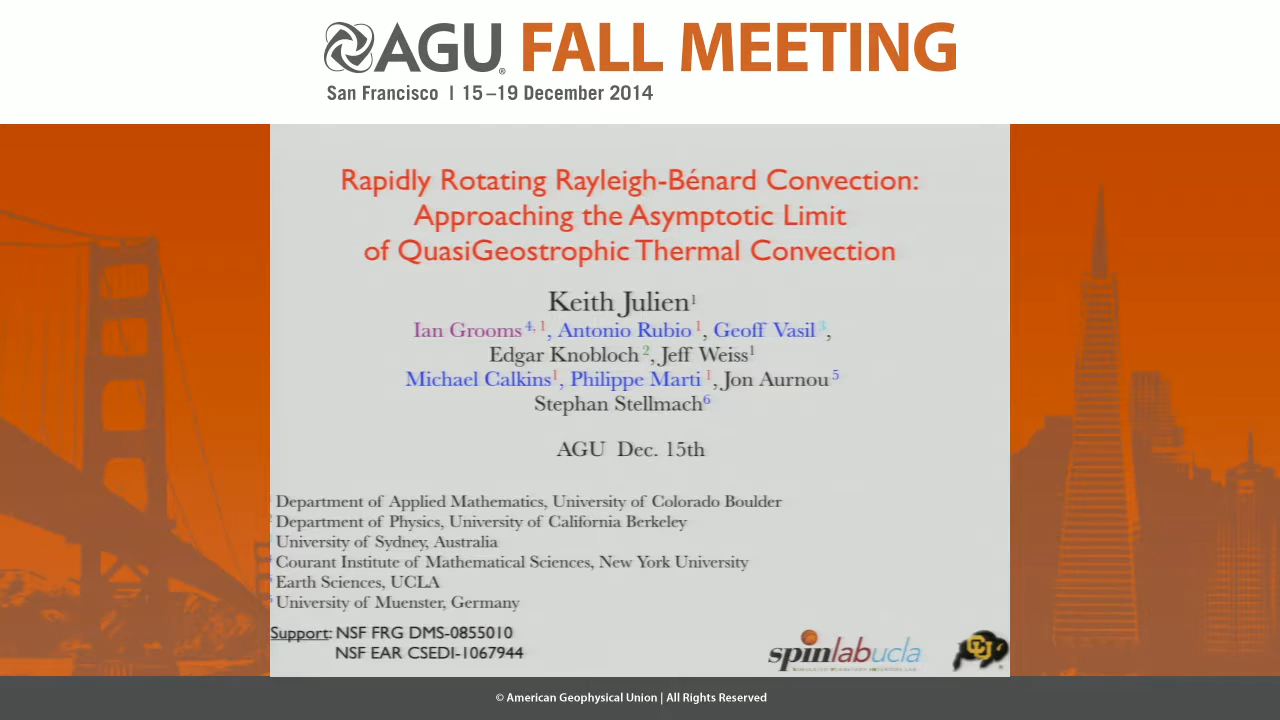 AGU® FALL MEETING
San Francisco | 15–19 December 2014
Rapidly Rotating Rayleigh-Bénard Convection:
Approaching the Asymptotic Limit
of QuasiGeostrophic Thermal Convection
Keith Julien1
Ian Grooms4, 1, Antonio Rubio1, Geoff Vasil3,
Edgar Knobloch2, Jeff Weiss1
Michael Calkins1, Philippe Marti1, Jon Aurnou5
Stephan Stellmach6
AGU Dec. 15th
Department of Applied Mathematics, University of Colorado Boulder
2 Department of Physics, University of California Berkeley
University of Sydney, Australia
Courant Institute of Mathematical Sciences, New York University
Earth Sciences, UCLA
University of Muenster, Germany
Support: NSF FRG DMS-0855010
NSF EAR CSEDI-1067944
spinlabucla
CU
© American Geophysical Union | All Rights Reserved